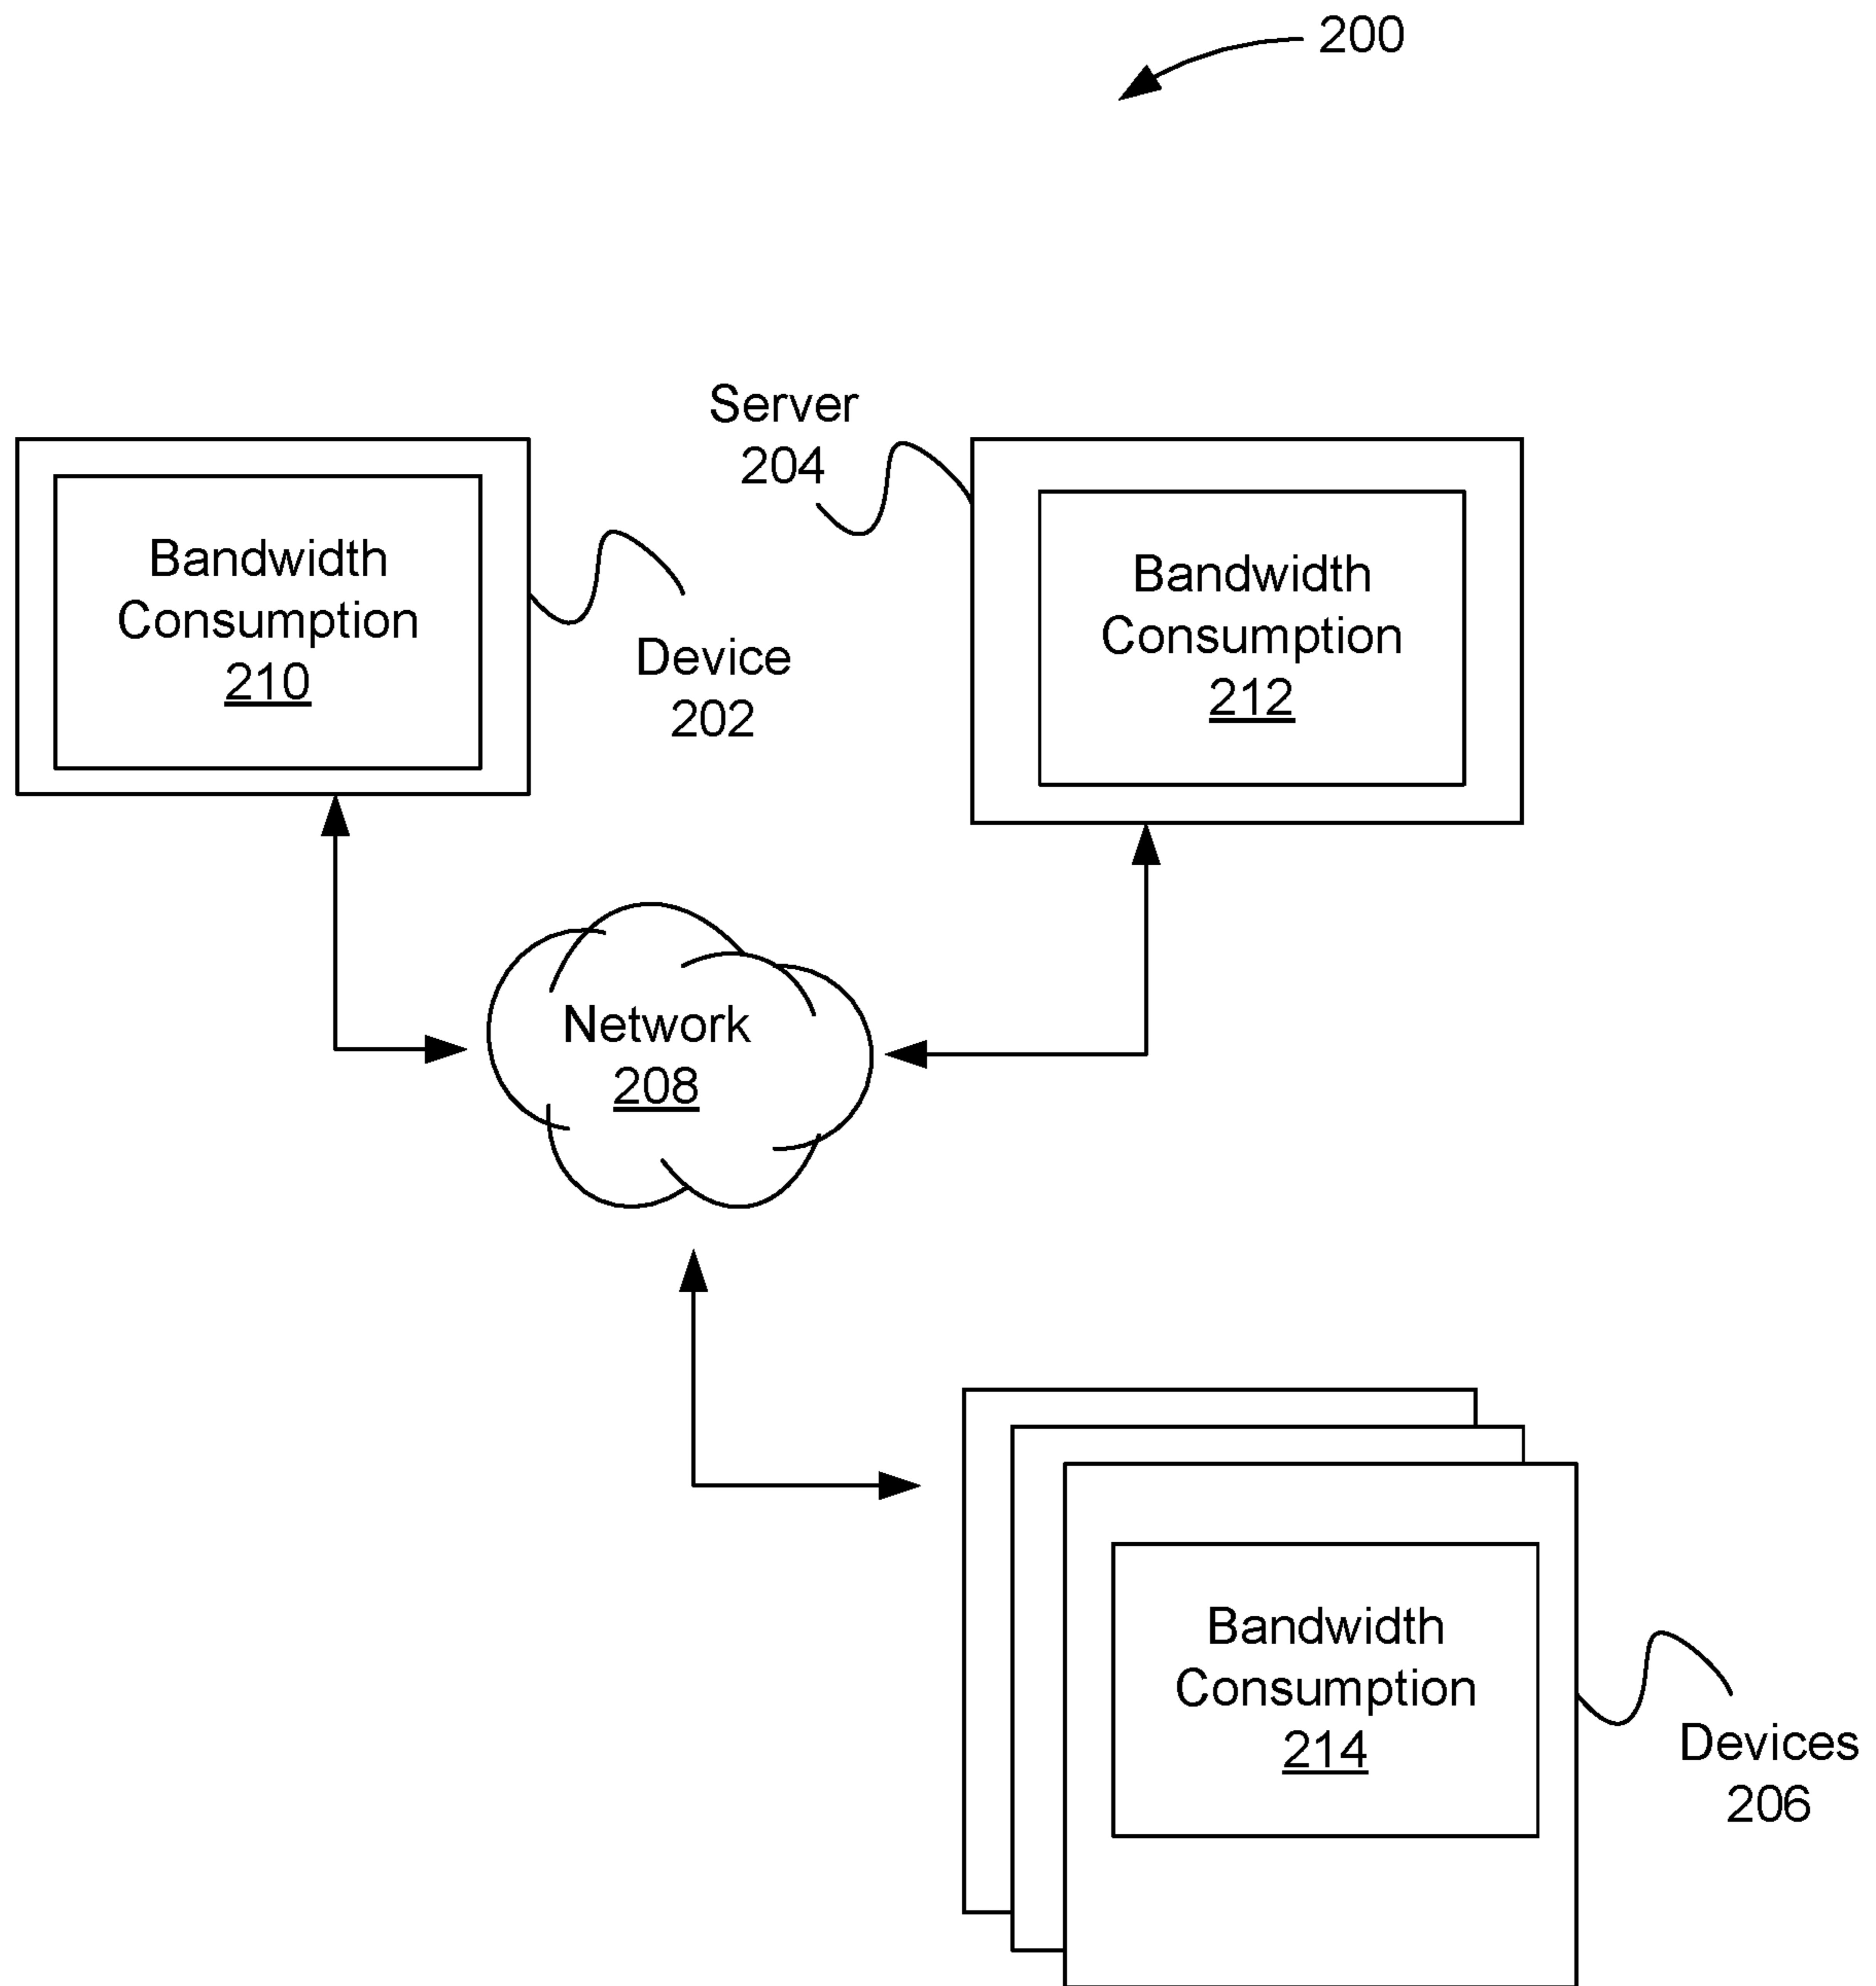 200
Server
204
Bandwidth
Consumption
210
Device
202
Bandwidth
Consumption
212
Network
208
Bandwidth
Consumption
214
Devices
206